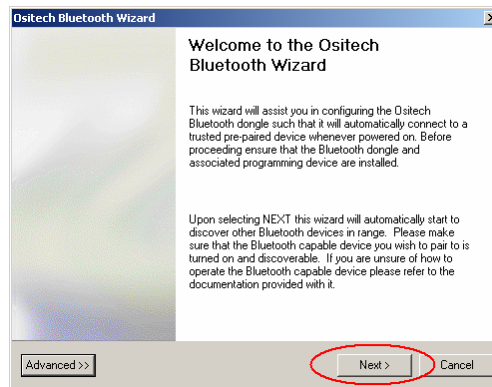 Ositech Bluetooth Wizard
Welcome to the Ositech
Bluetooth Wizard
This wizard will assist you in configuring the Ositech
Bluetooth dongle such that it will automatically connect to a
trusted pre-paired device whenever powered on. Before
proceeding ensure that the Bluetooth dongle and
associated programming device are installed.
Upon selecting NEXT this wizard will automatically start to
discover other Bluetooth devices in range. Please make
sure that the Bluetooth capable device you wish to pair to is
turned on and discoverable. If you are unsure of how to
operate the Bluetooth capable device please refer to the
documentation provided with it.
Advanced >> Next > Cancel